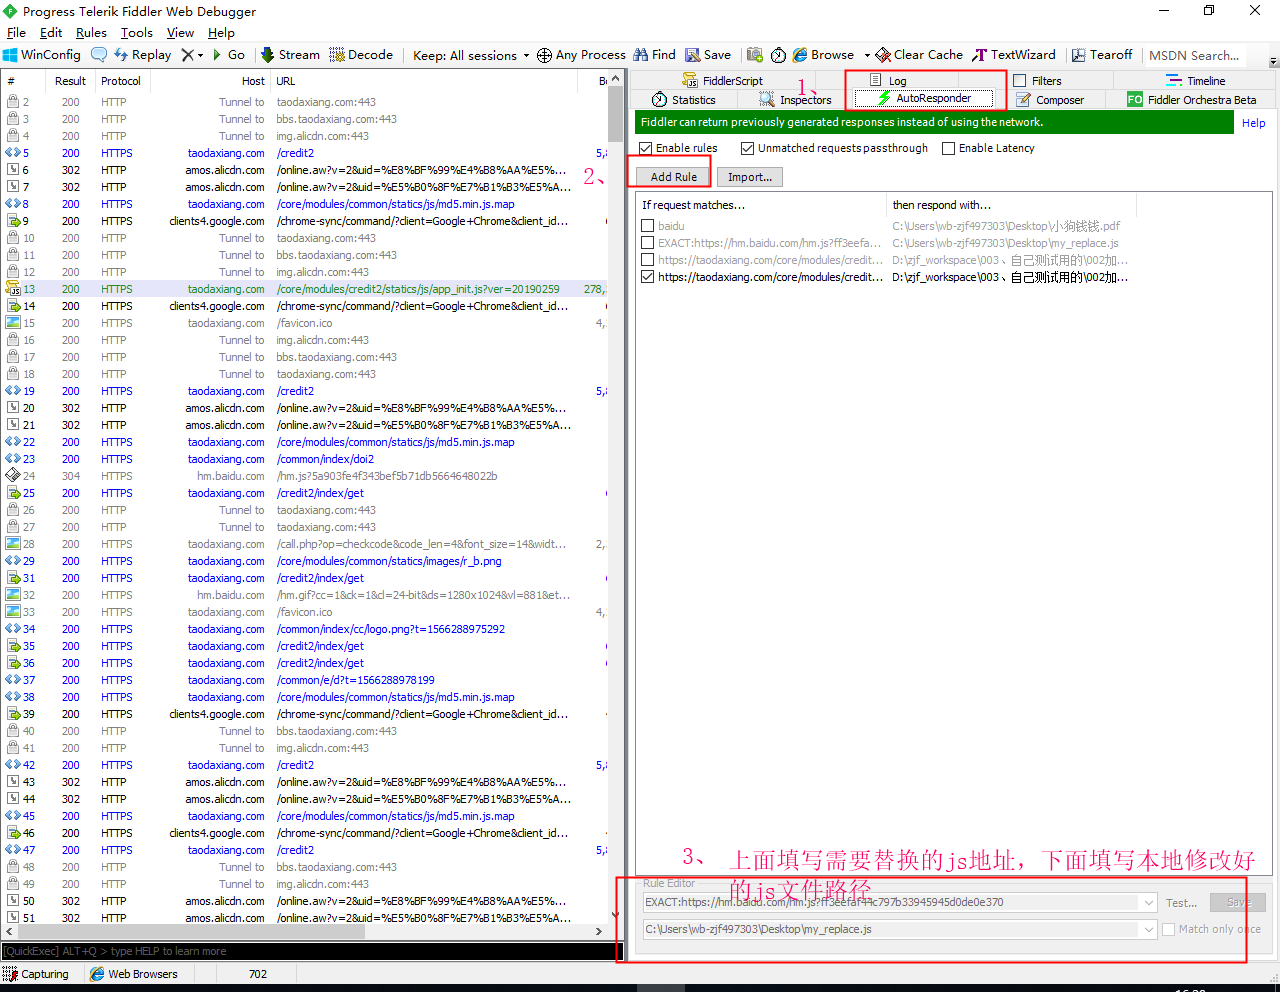 Progress Telerik Fiddler Web Debugger
File Edit Rules Tools View Help
WinConfig Replay Go Stream Decode Keep: All sessions Any Process Find Save Browse Clear Cache TextWizard Tearoff MSDN Search...
# Result Protocol Host URL Bo
2 200 HTTP Tunnel to taodaxiang.com:443
3 200 HTTP Tunnel to bbs.taodaxiang.com:443
4 200 HTTP Tunnel to img.alicdn.com:443
5 200 HTTPS taodaxiang.com /credit2 5,
6 302 HTTP amos.alicdn.com /online.aw?v=2&uid=%E8%BF%99%E4%B8%AA%E5%...
7 302 HTTP amos.alicdn.com /online.aw?v=2&uid=%E5%B0%8F%E7%B1%B3%E5%A...
8 200 HTTPS taodaxiang.com /core/modules/common/statics/js/md5.min.js.map
9 200 HTTPS clients4.google.com /chrome-sync/command/?client=Google+Chrome&client_id...
10 200 HTTP Tunnel to taodaxiang.com:443
11 200 HTTP Tunnel to bbs.taodaxiang.com:443
12 200 HTTP Tunnel to img.alicdn.com:443
13 200 HTTPS taodaxiang.com /core/modules/credit2/statics/js/app_init.js?ver=20190259 278,
14 200 HTTPS clients4.google.com /chrome-sync/command/?client=Google+Chrome&client_id...
15 200 HTTPS taodaxiang.com /favicon.ico 4,
16 200 HTTP Tunnel to img.alicdn.com:443
17 200 HTTP Tunnel to bbs.taodaxiang.com:443
18 200 HTTP Tunnel to taodaxiang.com:443
19 200 HTTPS taodaxiang.com /credit2 5,
20 302 HTTP amos.alicdn.com /online.aw?v=2&uid=%E8%BF%99%E4%B8%AA%E5%...
21 302 HTTP amos.alicdn.com /online.aw?v=2&uid=%E5%B0%8F%E7%B1%B3%E5%A...
22 200 HTTPS taodaxiang.com /core/modules/common/statics/js/md5.min.js.map
23 200 HTTPS taodaxiang.com /common/index/doi2
24 304 HTTPS hm.baidu.com /hm.js?5a903fe4f343bef5b71db5664648022b
25 200 HTTPS taodaxiang.com /credit2/index/get
26 200 HTTP Tunnel to taodaxiang.com:443
27 200 HTTP Tunnel to taodaxiang.com:443
28 200 HTTPS taodaxiang.com /call.php?op=checkcode&code_len=4&font_size=14&widt... 2,
29 200 HTTPS taodaxiang.com /core/modules/common/statics/images/r_b.png
31 200 HTTPS taodaxiang.com /credit2/index/get
32 200 HTTPS hm.baidu.com /hm.gif?cc=1&ck=1&cl=24-bit&ds=1280x1024&vl=881&et...
33 200 HTTPS taodaxiang.com /favicon.ico 4,
34 200 HTTPS taodaxiang.com /common/index/cc/logo.png?t=1566288975292
35 200 HTTPS taodaxiang.com /credit2/index/get
36 200 HTTPS taodaxiang.com /credit2/index/get
37 200 HTTPS taodaxiang.com /common/e/d?t=1566288978199
38 200 HTTPS taodaxiang.com /core/modules/common/statics/js/md5.min.js.map
39 200 HTTPS clients4.google.com /chrome-sync/command/?client=Google+Chrome&client_id...
40 200 HTTP Tunnel to bbs.taodaxiang.com:443
41 200 HTTP Tunnel to img.alicdn.com:443
42 200 HTTPS taodaxiang.com /credit2 5,
43 302 HTTP amos.alicdn.com /online.aw?v=2&uid=%E8%BF%99%E4%B8%AA%E5%...
44 302 HTTP amos.alicdn.com /online.aw?v=2&uid=%E5%B0%8F%E7%B1%B3%E5%A...
45 200 HTTPS taodaxiang.com /core/modules/common/statics/js/md5.min.js.map
46 200 HTTPS clients4.google.com /chrome-sync/command/?client=Google+Chrome&client_id...
47 200 HTTPS taodaxiang.com /credit2 5,
48 200 HTTP Tunnel to bbs.taodaxiang.com:443
49 200 HTTP Tunnel to img.alicdn.com:443
50 302 HTTP amos.alicdn.com /online.aw?v=2&uid=%E8%BF%99%E4%B8%AA%E5%...
51 302 HTTP amos.alicdn.com /online.aw?v=2&uid=%E5%B0%8F%E7%B1%B3%E5%A...
[QuickExec] ALT+Q > type HELP to learn more
Capturing Web Browsers 702
FiddlerScript Log Filters Timeline
1、
Statistics Inspectors AutoResponder Composer FO Fiddler Orchestra Beta
Fiddler can return previously generated responses instead of using the network. Help
Enable rules Unmatched requests passthrough Enable Latency
2、
Add Rule Import...
If request matches... then respond with...
baidu C:\Users\wb-zjf497303\Desktop\小狗钱钱.pdf
EXACT:https://hm.baidu.com/hm.js?ff3eefa... C:\Users\wb-zjf497303\Desktop\my_replace.js
https://taodaxiang.com/core/modules/credit... D:\zjf_workspace\003、自己测试用的\002加...
https://taodaxiang.com/core/modules/credit... D:\zjf_workspace\003、自己测试用的\002加...
3、 上面填写需要替换的js地址，下面填写本地修改好
的js文件路径
Rule Editor
EXACT:https://hm.baidu.com/hm.js?ff3eefaf44c797b33945945d0de0e370 Test... Save
C:\Users\wb-zjf497303\Desktop\my_replace.js Match only once